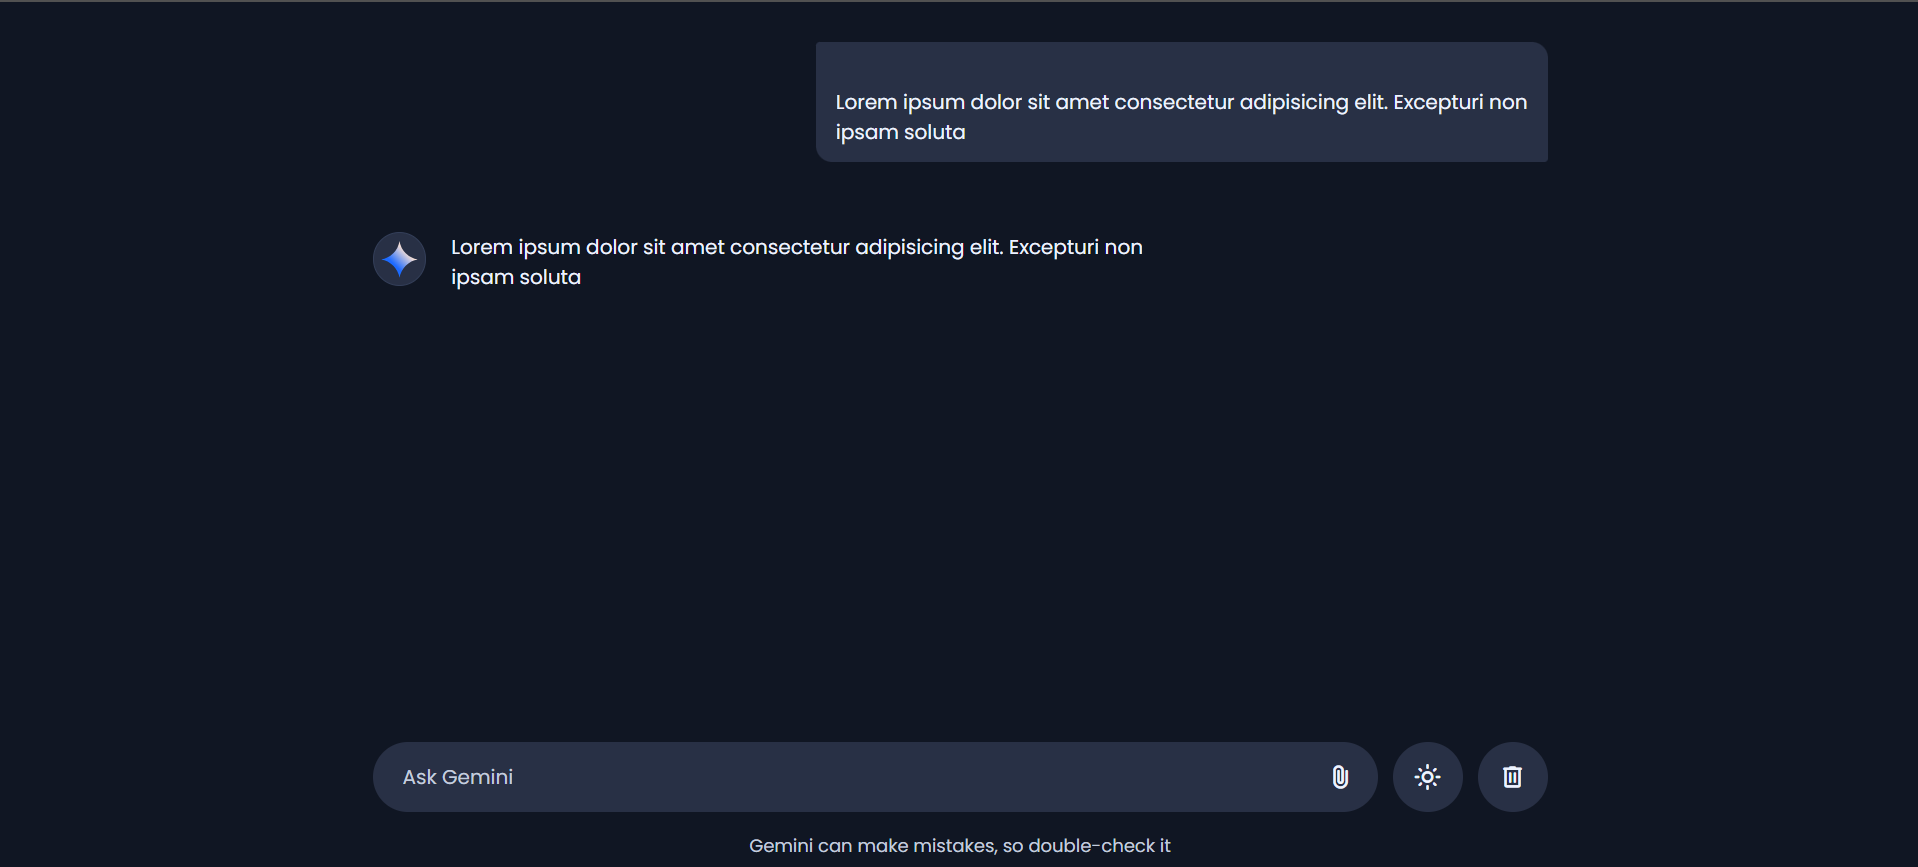 Lorem ipsum dolor sit amet consectetur adipisicing elit. Excepturi non
ipsam soluta
Lorem ipsum dolor sit amet consectetur adipisicing elit. Excepturi non
ipsam soluta
Ask Gemini
Gemini can make mistakes, so double-check it